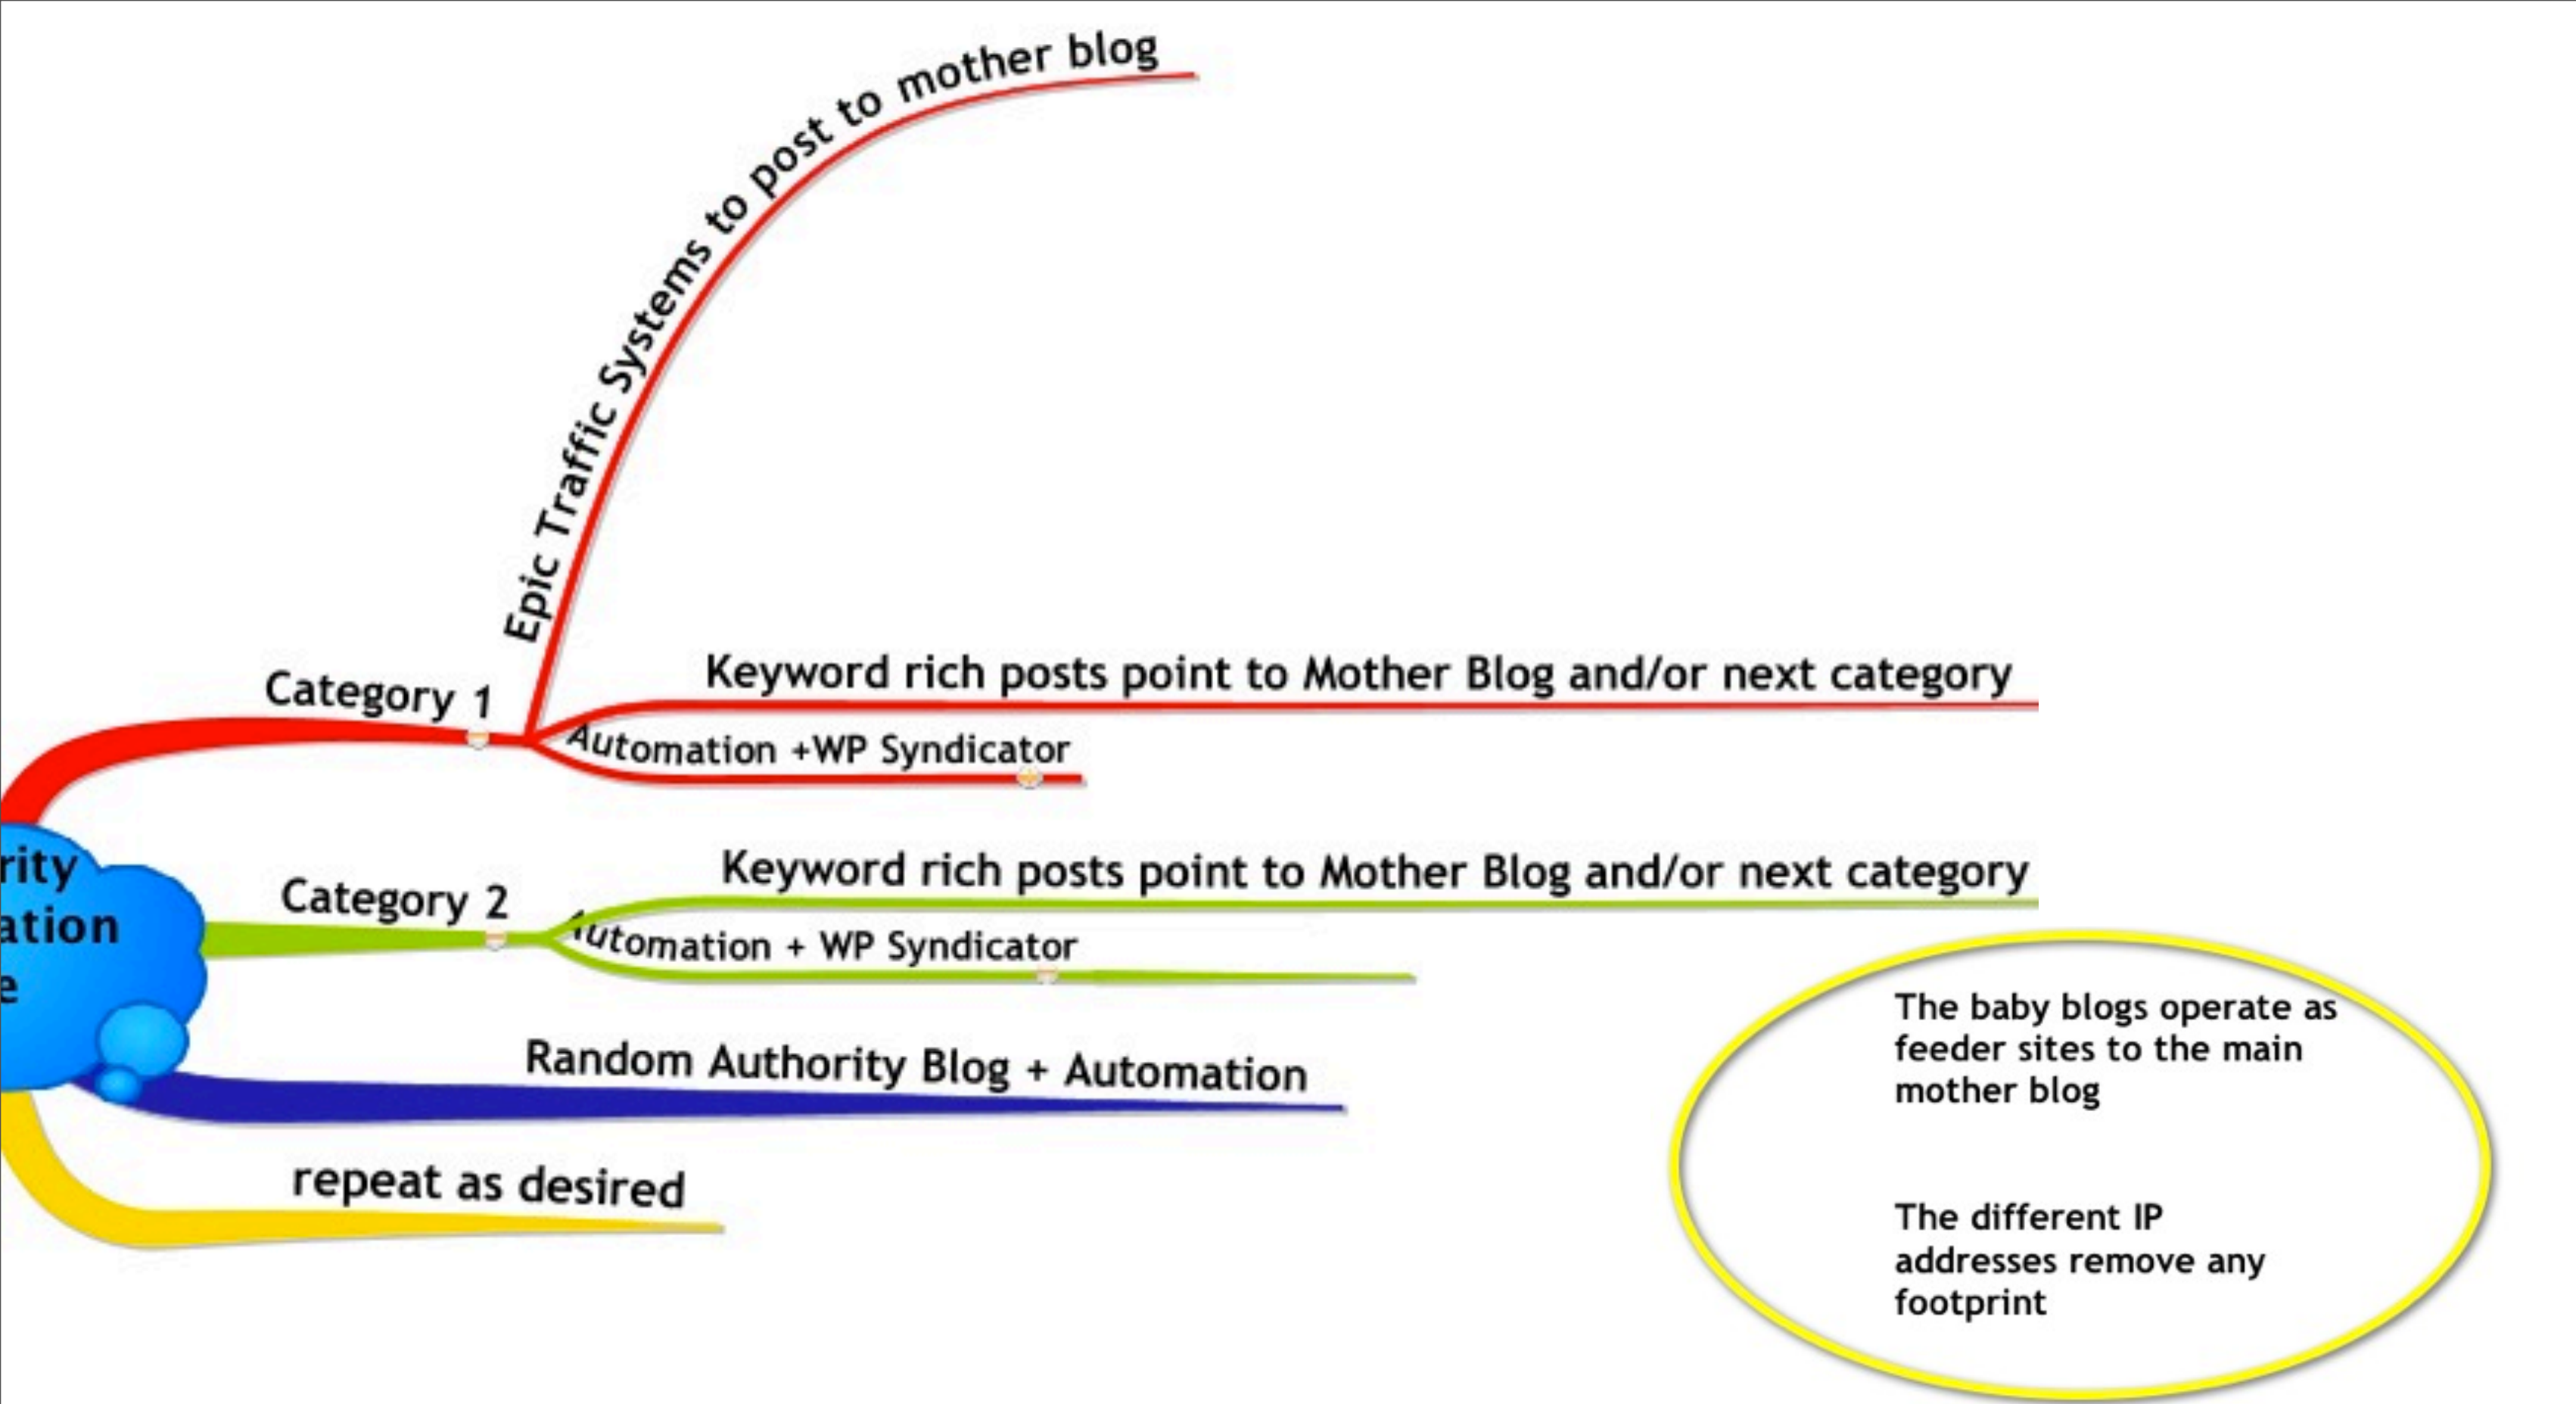 Epic Traffic Systems to post to mother blog
Category 1
Keyword rich posts point to Mother Blog and/or next category
Automation +WP Syndicator
rity
ation
e
Category 2
Keyword rich posts point to Mother Blog and/or next category
Automation + WP Syndicator
Random Authority Blog + Automation
repeat as desired
The baby blogs operate as
feeder sites to the main
mother blog
The different IP
addresses remove any
footprint